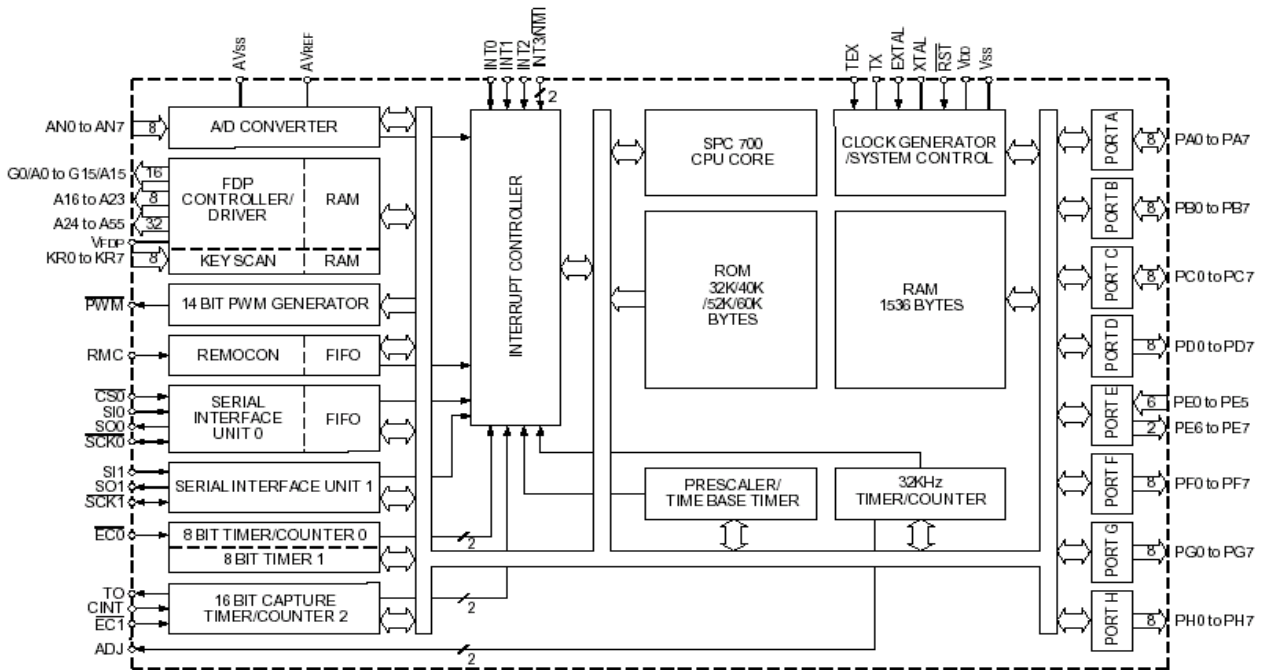 AVss
AVREF
INT0
INT1
INT2
INT3/NMI
TEX
TX
EXTAL
XTAL
RST
VDD
Vss
2
AN0 to AN7
8
A/D CONVERTER
G0/A0 to G15/A15
16
A16 to A23
8
A24 to A55
32
VFDP
KR0 to KR7
8
FDP
CONTROLLER/
DRIVER
RAM
KEY SCAN
RAM
PWM
14 BIT PWM GENERATOR
RMC
REMOCON
FIFO
CS0
SI0
SO0
SCK0
SERIAL
INTERFACE
UNIT 0
FIFO
SI1
SO1
SCK1
SERIAL INTERFACE UNIT 1
EC0
8 BIT TIMER/COUNTER 0
8 BIT TIMER 1
2
TO
CINT
EC1
16 BIT CAPTURE
TIMER/COUNTER 2
2
ADJ
2
INTERRUPT CONTROLLER
SPC 700
CPU CORE
CLOCK GENERATOR
/SYSTEM CONTROL
ROM
32K/40K
/52K/60K
BYTES
RAM
1536 BYTES
PRESCALER/
TIME BASE TIMER
32KHz
TIMER/COUNTER
PORT A
8
PA0 to PA7
PORT B
8
PB0 to PB7
PORT C
8
PC0 to PC7
PORT D
8
PD0 to PD7
PORT E
6
PE0 to PE5
2
PE6 to PE7
PORT F
8
PF0 to PF7
PORT G
8
PG0 to PG7
PORT H
8
PH0 to PH7